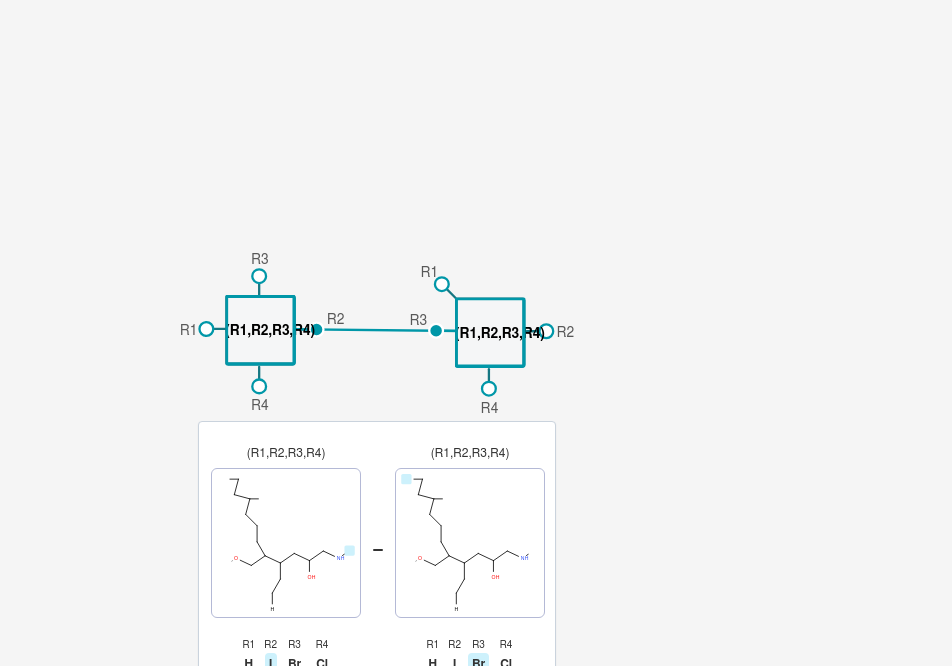 R3
R1
R1 (R1,R2,R3,R4) R2
R3 (R1,R2,R3,R4) R2
R4
R4
(R1,R2,R3,R4) (R1,R2,R3,R4)
O NH – O NH
OH OH
H H
R1 R2 R3 R4 R1 R2 R3 R4
H I Br Cl H I Br Cl